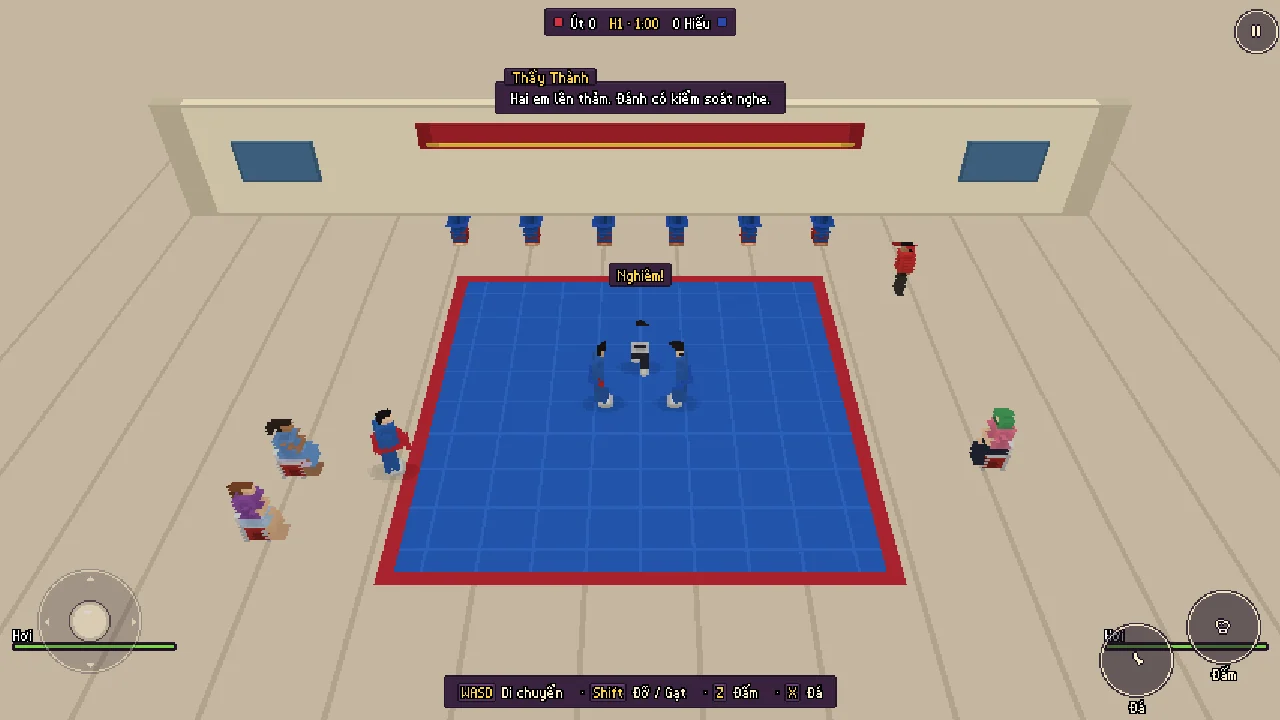 Út 0 H1 · 1:00 0 Hiếu
Thầy Thành
Hai em lên thảm. Đánh có kiểm soát nghe.
Nghiêm!
Hơi
Hơi
Đấm
Đá
WASD Di chuyển · Shift Đỡ / Gạt · Z Đấm · X Đá